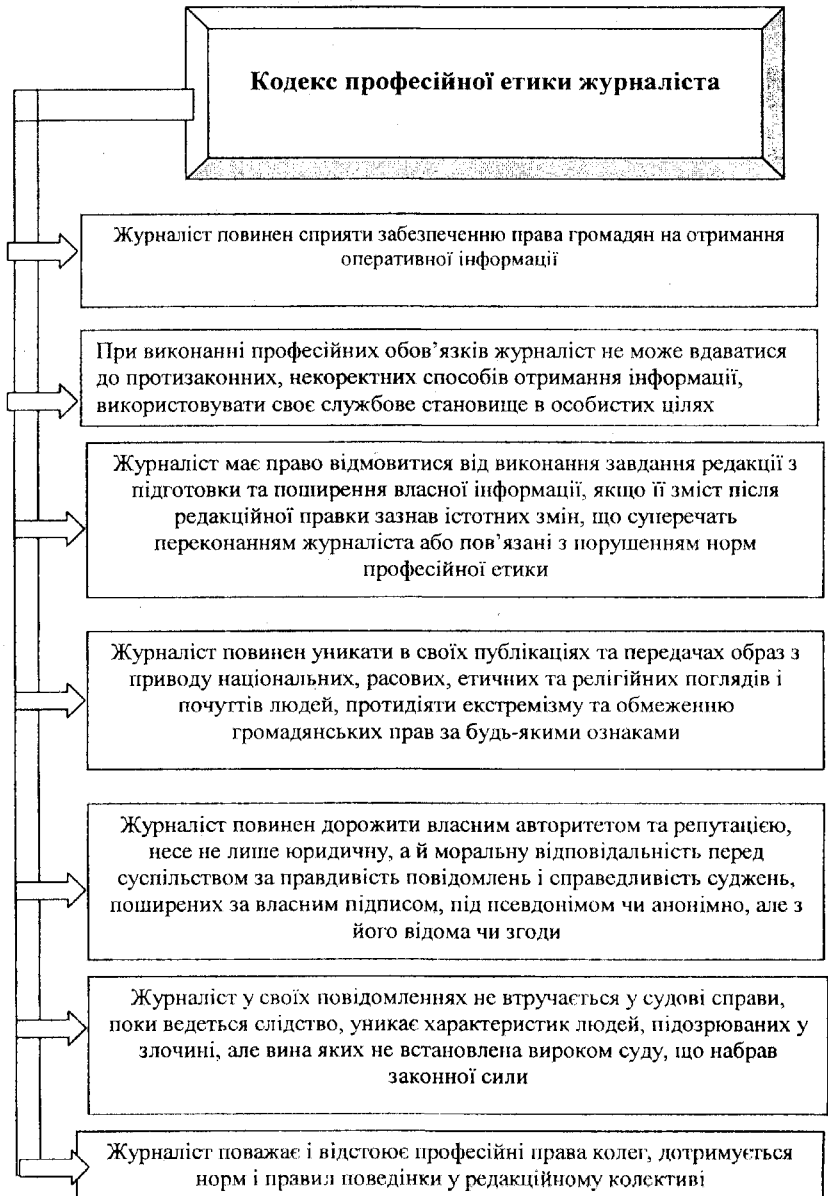 Кодекс професійної етики журналіста
Журналіст повинен сприяти забезпеченню права громадян на отримання
оперативної інформації
При виконанні професійних обов’язків журналіст не може вдаватися
до протизаконних, некоректних способів отримання інформації,
використовувати своє службове становище в особистих цілях
Журналіст має право відмовитися від виконання завдання редакції з
підготовки та поширення власної інформації, якщо її зміст після
редакційної правки зазнав істотних змін, що суперечать
переконанням журналіста або пов’язані з порушенням норм
професійної етики
Журналіст повинен уникати в своїх публікаціях та передачах образ з
приводу національних, расових, етичних та релігійних поглядів і
почуттів людей, протидіяти екстремізму та обмеженню
громадянських прав за будь-якими ознаками
Журналіст повинен дорожити власним авторитетом та репутацією,
несе не лише юридичну, а й моральну відповідальність перед
суспільством за правдивість повідомлень і справедливість суджень,
поширених за власним підписом, під псевдонімом чи анонімно, але з
його відома чи згоди
Журналіст у своїх повідомленнях не втручається у судові справи,
поки ведеться слідство, уникає характеристик людей, підозрюваних у
злочині, але вина яких не встановлена вироком суду, що набрав
законної сили
Журналіст поважає і відстоює професійні права колег, дотримується
норм і правил поведінки у редакційному колективі